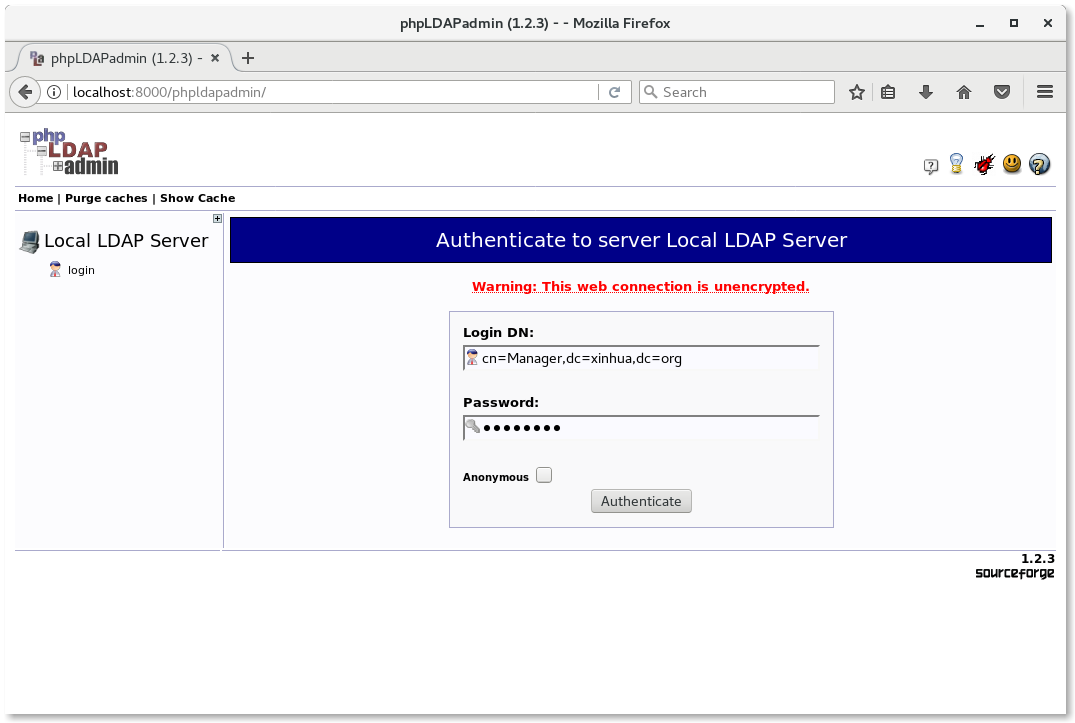 phpLDAPadmin (1.2.3) - - Mozilla Firefox
phpLDAPadmin (1.2.3) -
localhost:8000/phpldapadmin/
Search
php
LDAP
admin
Home | Purge caches | Show Cache
Local LDAP Server
login
Authenticate to server Local LDAP Server
Warning: This web connection is unencrypted.
Login DN:
cn=Manager,dc=xinhua,dc=org
Password:
••••••••
Anonymous
Authenticate
1.2.3
sourceforge